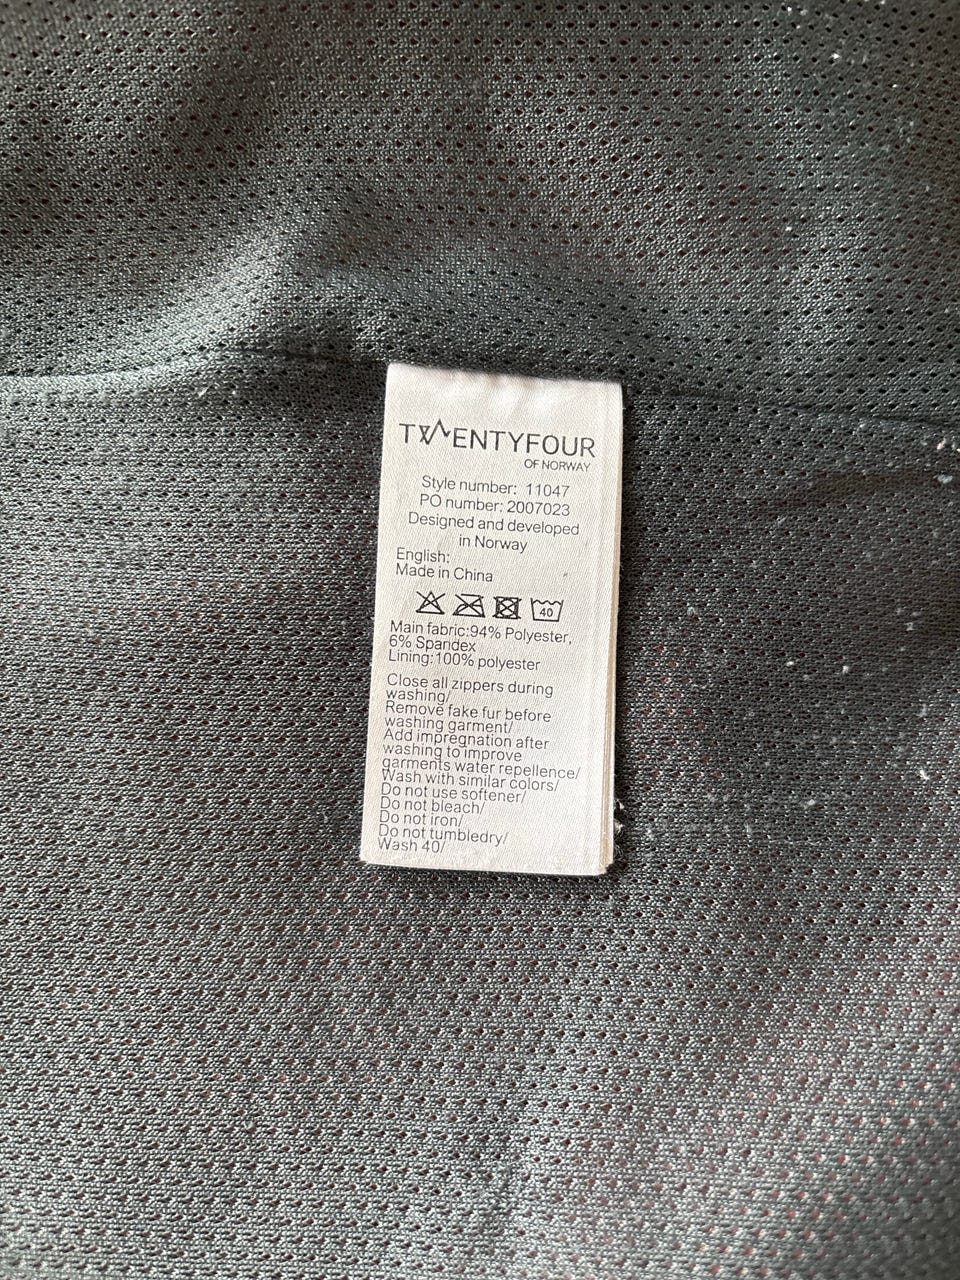 TWENTYFOUR
OF NORWAY
Style number: 11047
PO number: 2007023
Designed and developed
in Norway
English:
Made in China
40
Main fabric:94% Polyester,
6% Spandex
Lining:100% polyester
Close all zippers during
washing/
Remove fake fur before
washing garment/
Add impregnation after
washing to improve
garments water repellence/
Wash with similar colors/
Do not use softener/
Do not bleach/
Do not iron/
Do not tumbledry/
Wash 40/